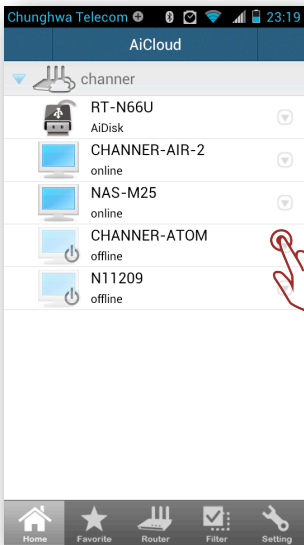 Chunghwa Telecom 23:19
AiCloud
channer
RT-N66U
AiDisk
CHANNER-AIR-2
online
NAS-M25
online
CHANNER-ATOM
offline
N11209
offline
Home Favorite Router Filter Setting